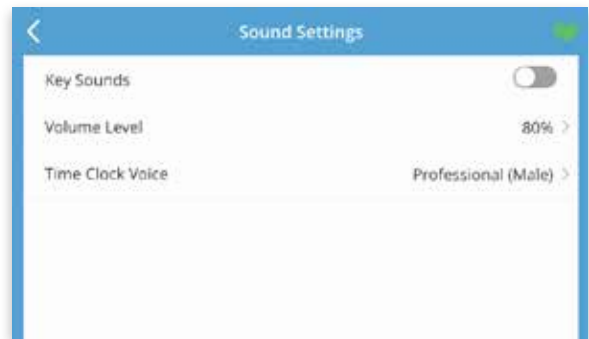 Sound Settings
Key Sounds
Volume Level 80%
Time Clock Voice Professional (Male)